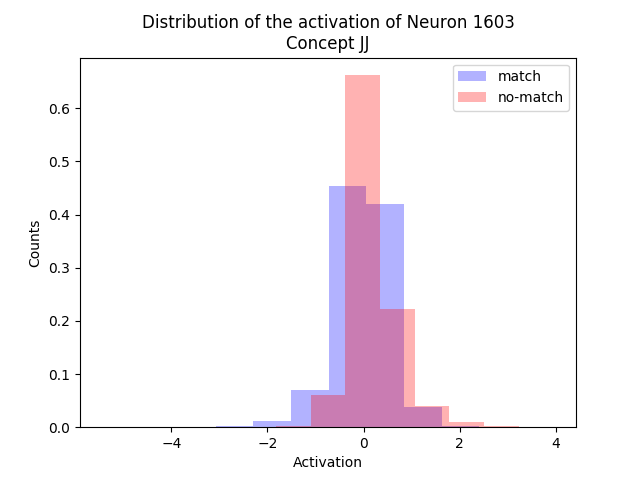 Distribution of the activation of Neuron 1603
Concept JJ
match
no-match
Counts
0.6
0.5
0.4
0.3
0.2
0.1
0.0
−4
−2
0
2
4
Activation